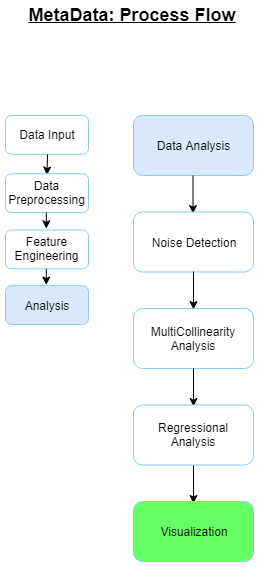 MetaData: Process Flow
Data Input
Data
Preprocessing
Feature
Engineering
Analysis
Data Analysis
Noise Detection
MultiCollinearity
Analysis
Regressional
Analysis
Visualization